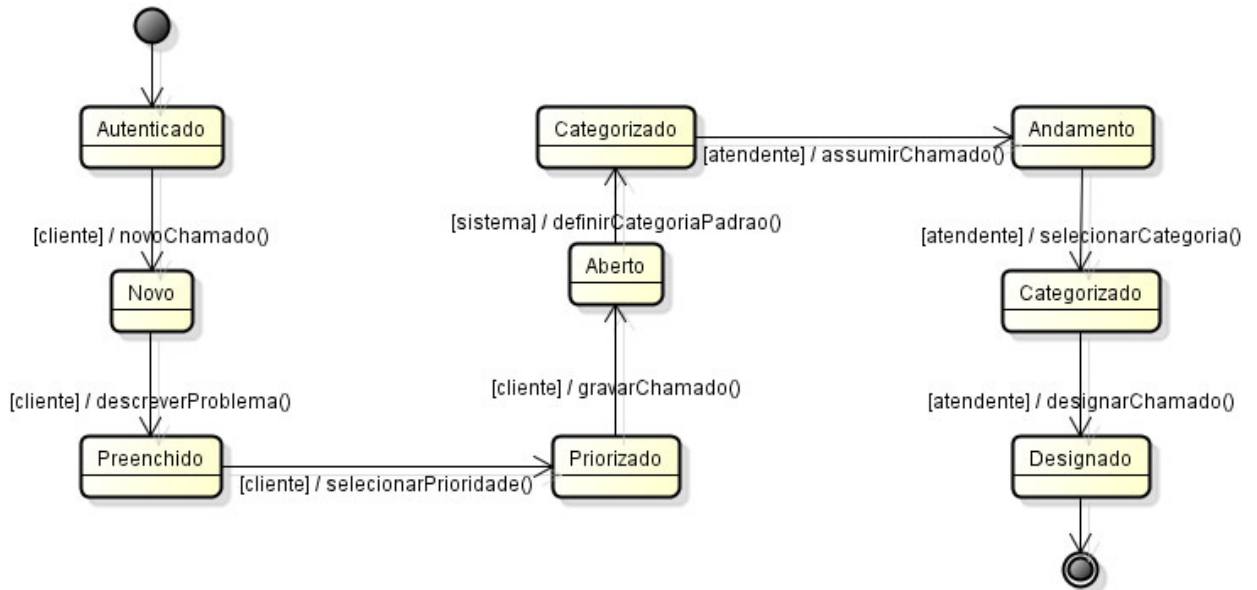 Autenticado
[cliente] / novoChamado()
Novo
[cliente] / descreverProblema()
Preenchido
[cliente] / selecionarPrioridade()
Priorizado
[cliente] / gravarChamado()
Aberto
[sistema] / definirCategoriaPadrao()
Categorizado
[atendente] / assumirChamado()
Andamento
[atendente] / selecionarCategoria()
Categorizado
[atendente] / designarChamado()
Designado